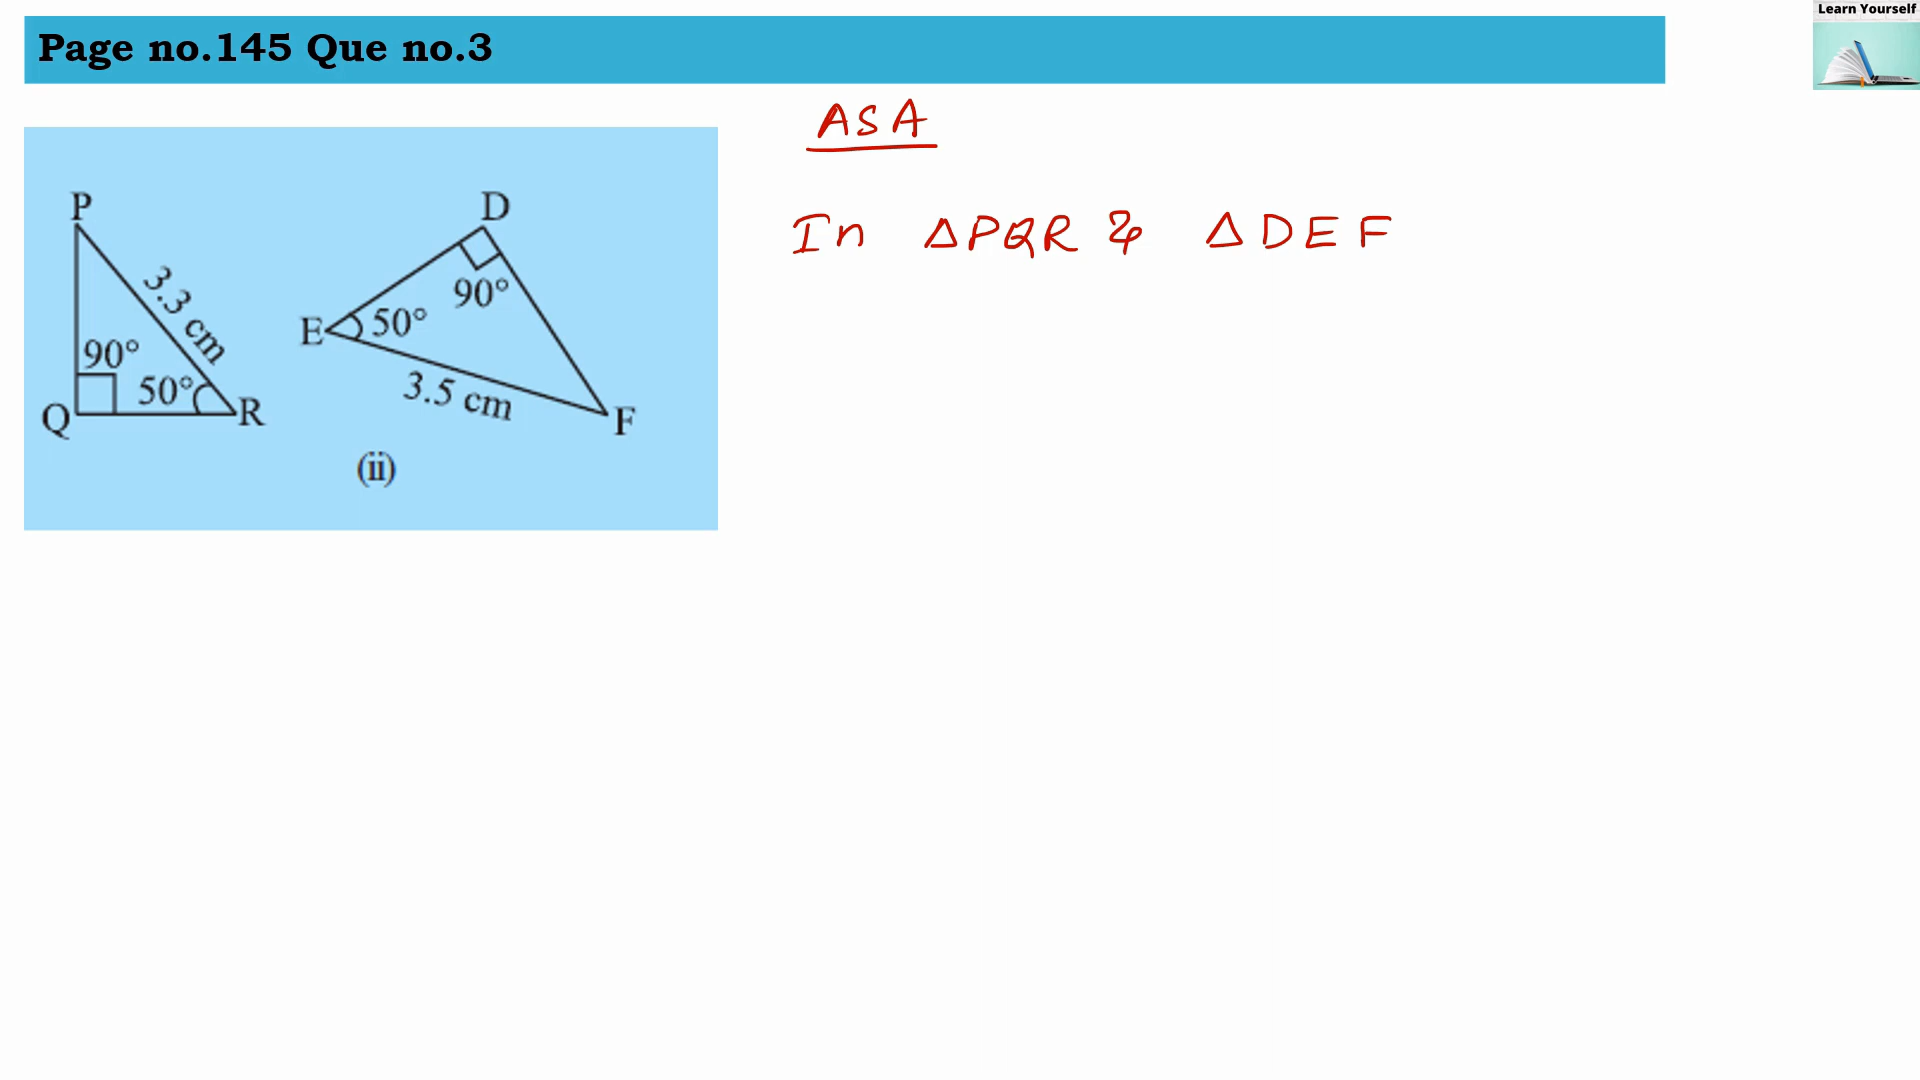 Learn Yourself
Page no.145 Que no.3
ASA
In ΔPQR & ΔDEF
P
3.3 cm
90°
50°
Q
R
D
90°
E
50°
3.5 cm
F
(ii)